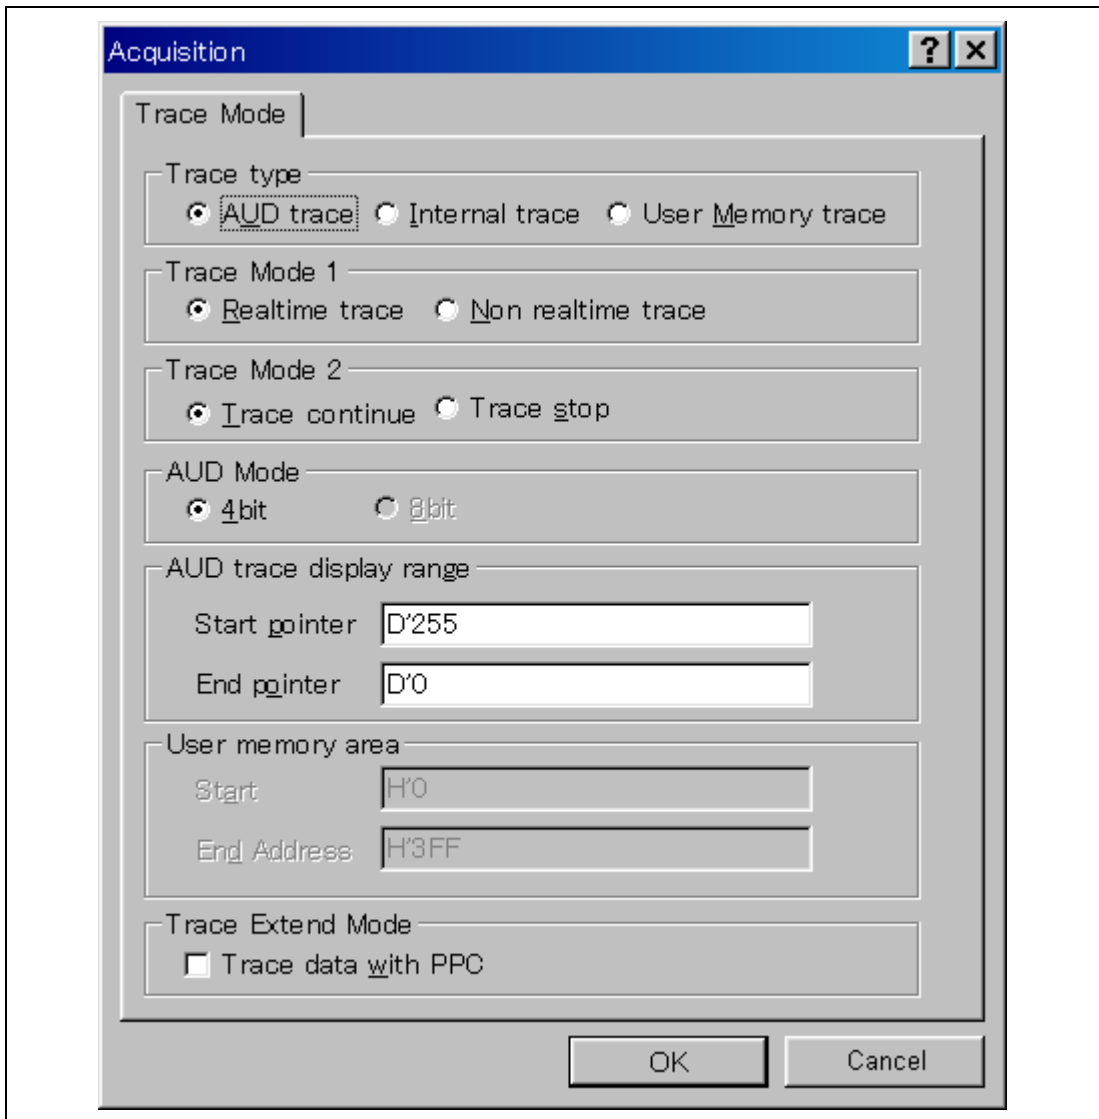 Acquisition
Trace Mode
Trace type
AUD trace Internal trace User Memory trace
Trace Mode 1
Realtime trace Non realtime trace
Trace Mode 2
Trace continue Trace stop
AUD Mode
4bit 8bit
AUD trace display range
Start pointer D'255
End pointer D'0
User memory area
Start H'0
End Address H'3FF
Trace Extend Mode
Trace data with PPC
OK Cancel